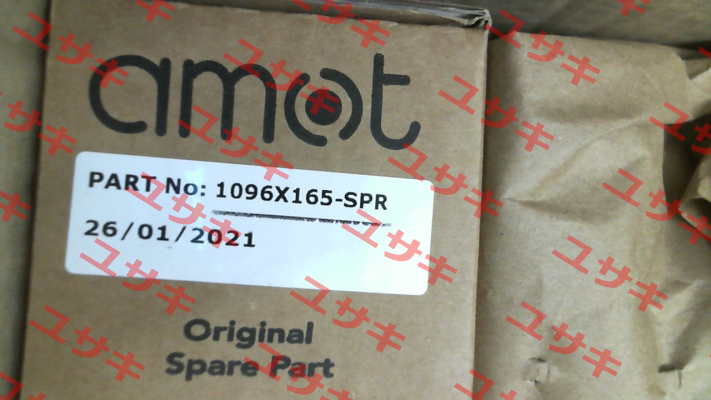 amot
PART No: 1096X165-SPR
26/01/2021
Original
Spare Part
ユサキ